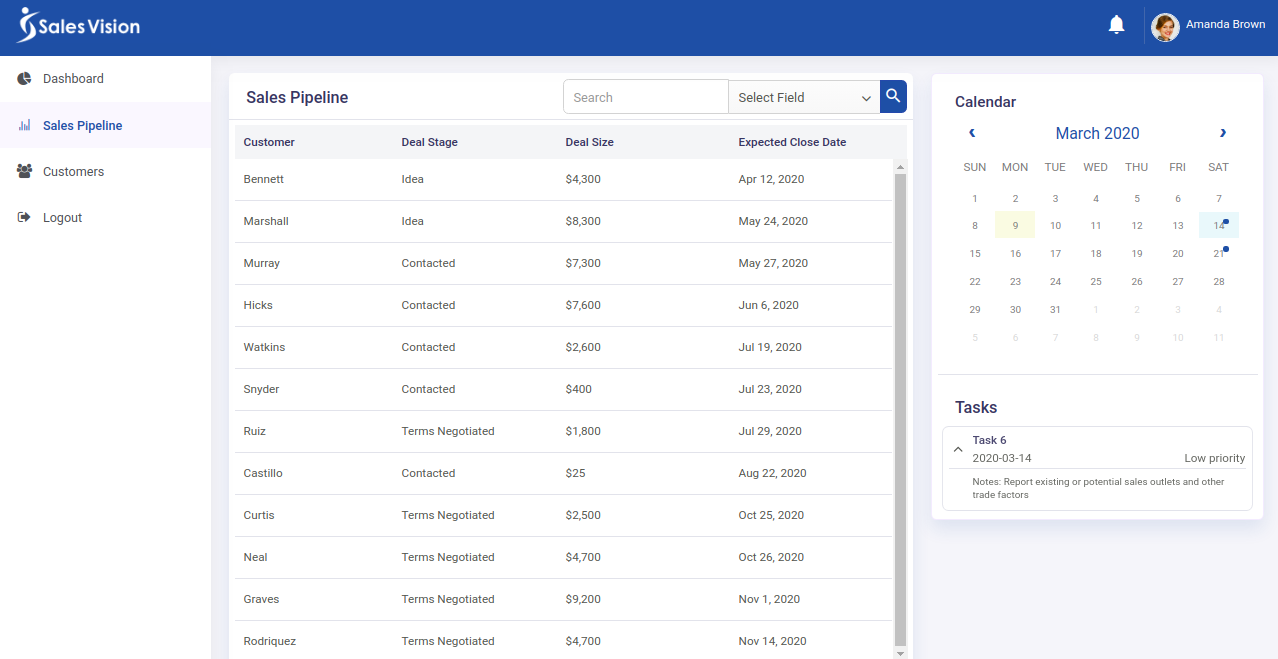 Sales Vision
Amanda Brown
Dashboard
Sales Pipeline
Customers
Logout
Sales Pipeline
Search
Select Field
Customer Deal Stage Deal Size Expected Close Date
Bennett Idea $4,300 Apr 12, 2020
Marshall Idea $8,300 May 24, 2020
Murray Contacted $7,300 May 27, 2020
Hicks Contacted $7,600 Jun 6, 2020
Watkins Contacted $2,600 Jul 19, 2020
Snyder Contacted $400 Jul 23, 2020
Ruiz Terms Negotiated $1,800 Jul 29, 2020
Castillo Contacted $25 Aug 22, 2020
Curtis Terms Negotiated $2,500 Oct 25, 2020
Neal Terms Negotiated $4,700 Oct 26, 2020
Graves Terms Negotiated $9,200 Nov 1, 2020
Rodriquez Terms Negotiated $4,700 Nov 14, 2020
Calendar
‹ March 2020 ›
SUN MON TUE WED THU FRI SAT
1 2 3 4 5 6 7
8 9 10 11 12 13 14
15 16 17 18 19 20 21
22 23 24 25 26 27 28
29 30 31 1 2 3 4
5 6 7 8 9 10 11
Tasks
Task 6
2020-03-14 Low priority
Notes: Report existing or potential sales outlets and other
trade factors